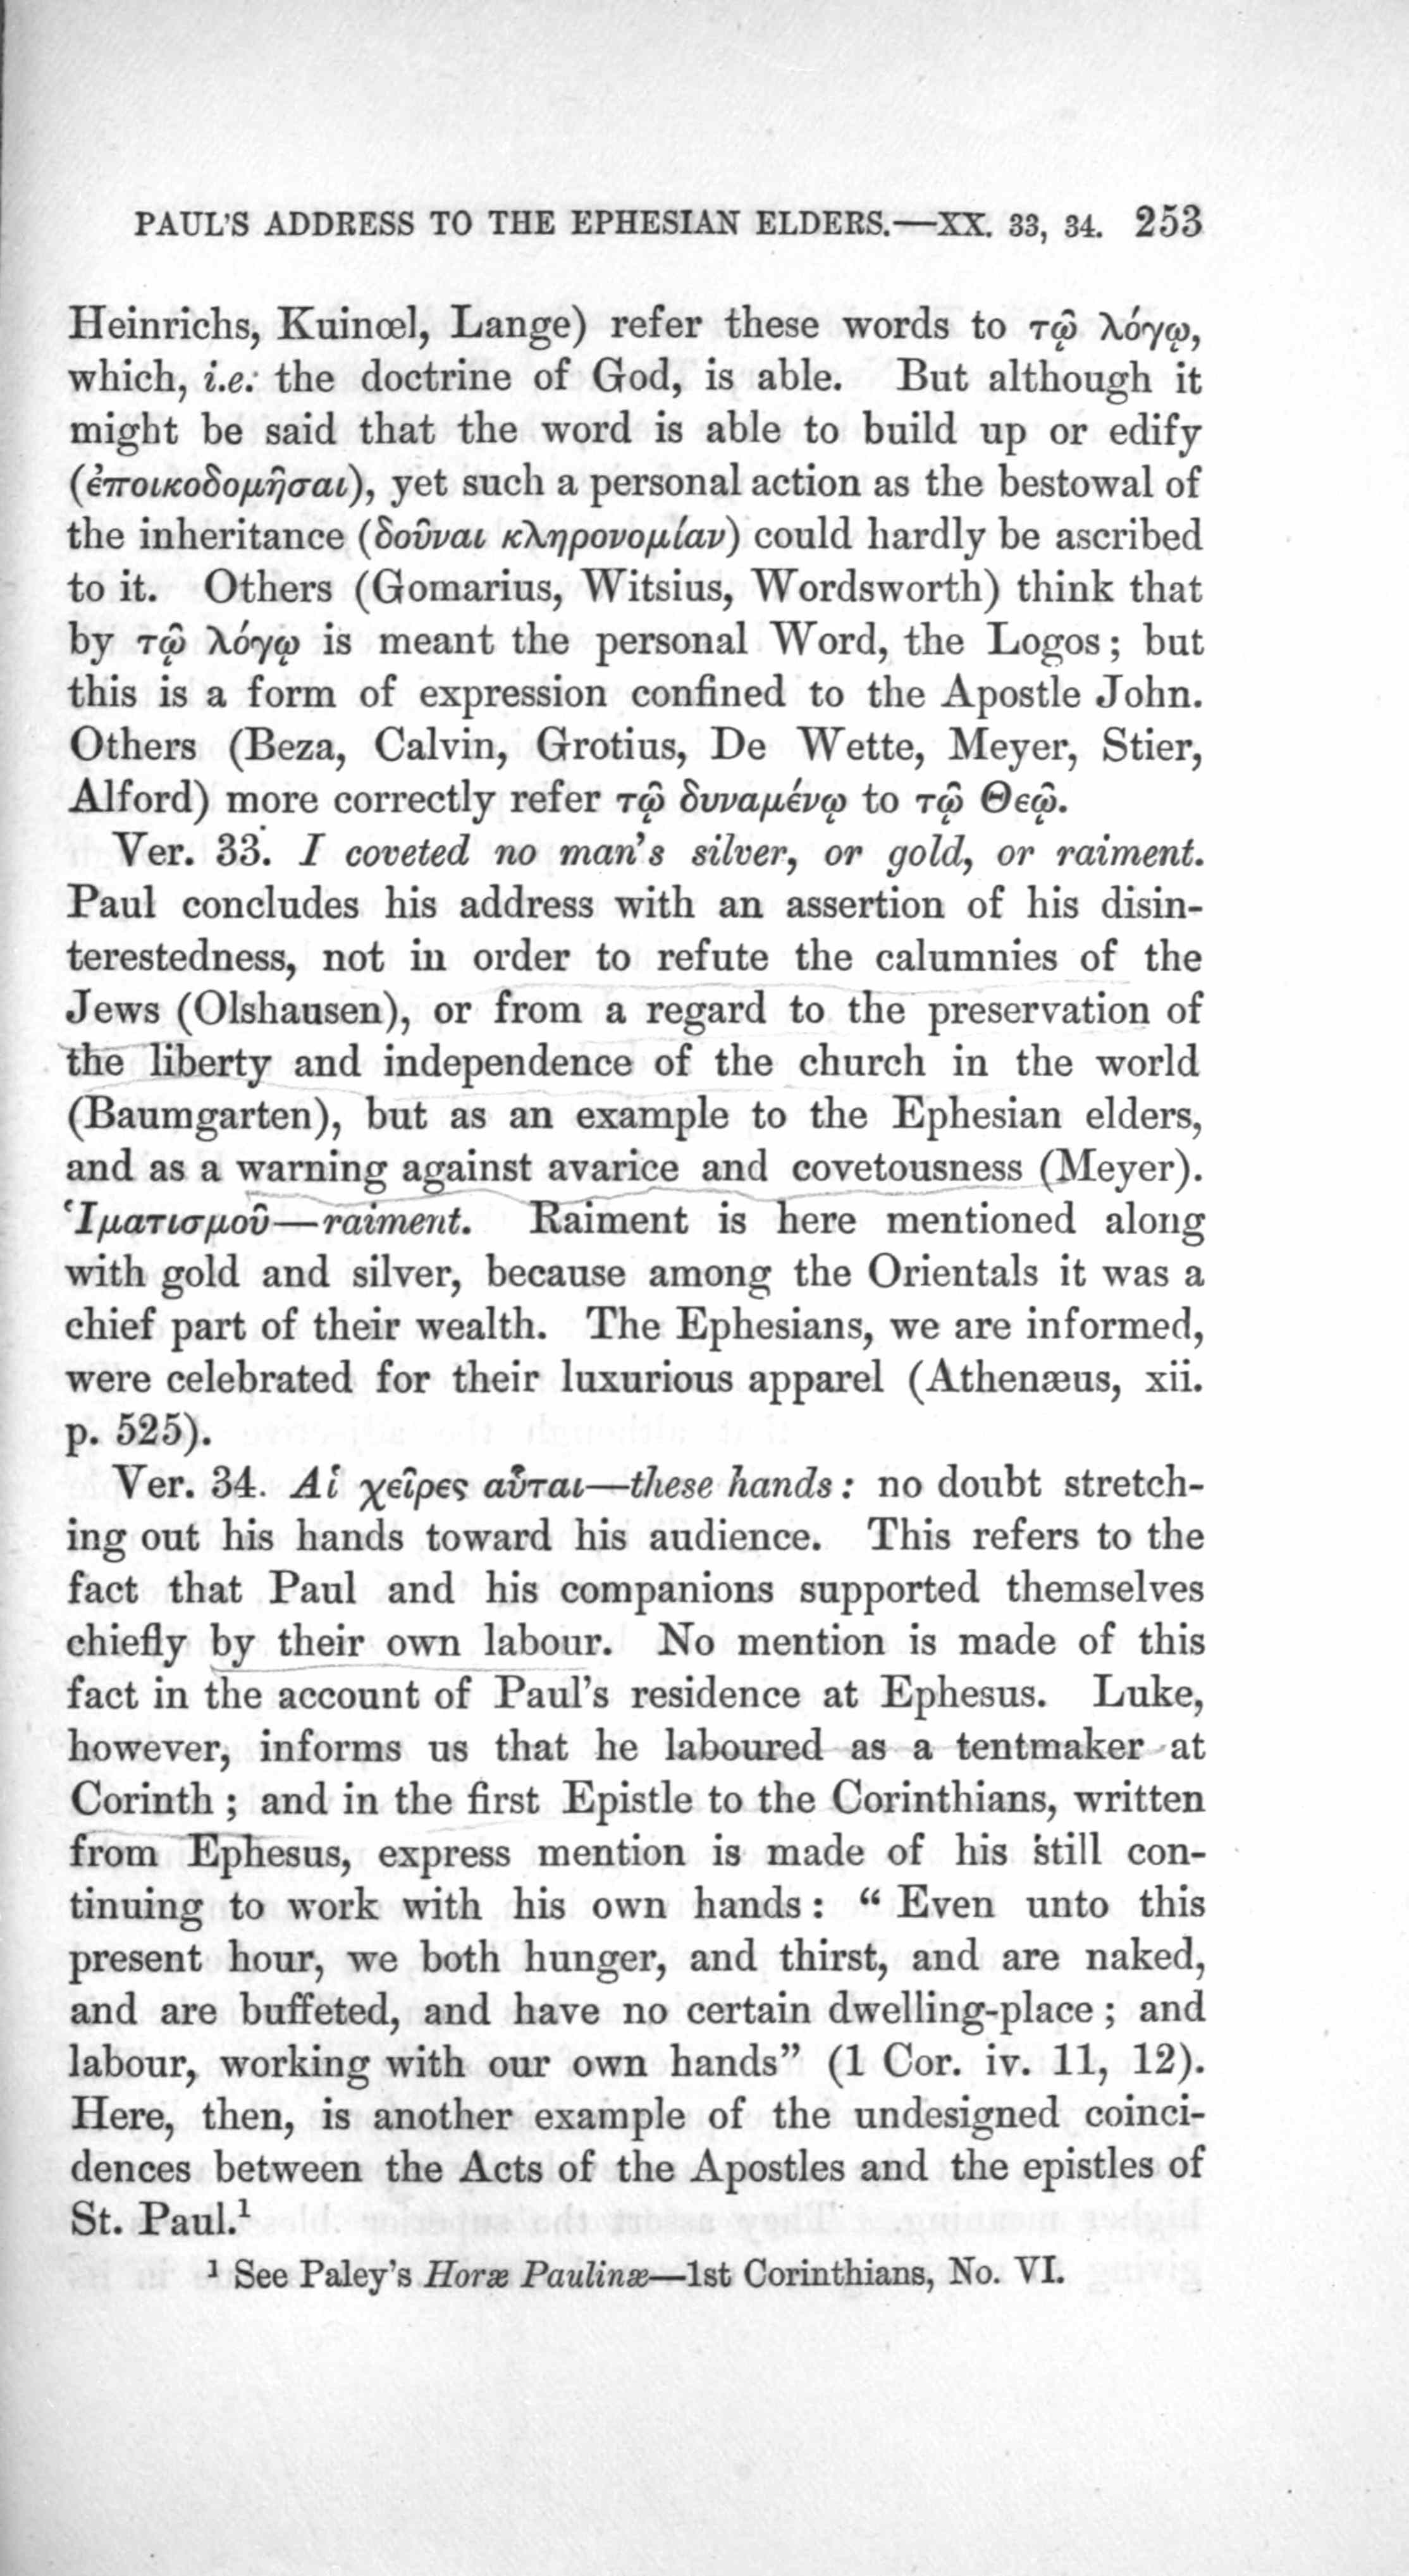 PAUL'S ADDRESS TO THE EPHESIAN ELDERS.—XX. 33, 34. 253
Heinrichs, Kuinœl, Lange) refer these words to τῷ λόγῳ,
which, i.e. the doctrine of God, is able. But although it
might be said that the word is able to build up or edify
(ἐποικοδομῆσαι), yet such a personal action as the bestowal of
the inheritance (δοῦναι κληρονομίαν) could hardly be ascribed
to it. Others (Gomarius, Witsius, Wordsworth) think that
by τῷ λόγῳ is meant the personal Word, the Logos; but
this is a form of expression confined to the Apostle John.
Others (Beza, Calvin, Grotius, De Wette, Meyer, Stier,
Alford) more correctly refer τῷ δυναμένῳ to τῷ Θεῷ.
Ver. 33. I coveted no man's silver, or gold, or raiment.
Paul concludes his address with an assertion of his disin-
terestedness, not in order to refute the calumnies of the
Jews (Olshausen), or from a regard to the preservation of
the liberty and independence of the church in the world
(Baumgarten), but as an example to the Ephesian elders,
and as a warning against avarice and covetousness (Meyer).
Ἱματισμοῦ—raiment. Raiment is here mentioned along
with gold and silver, because among the Orientals it was a
chief part of their wealth. The Ephesians, we are informed,
were celebrated for their luxurious apparel (Athenæus, xii.
p. 525).
Ver. 34. Αἱ χεῖρες αὗται—these hands: no doubt stretch-
ing out his hands toward his audience. This refers to the
fact that Paul and his companions supported themselves
chiefly by their own labour. No mention is made of this
fact in the account of Paul's residence at Ephesus. Luke,
however, informs us that he laboured as a tentmaker at
Corinth; and in the first Epistle to the Corinthians, written
from Ephesus, express mention is made of his still con-
tinuing to work with his own hands: "Even unto this
present hour, we both hunger, and thirst, and are naked,
and are buffeted, and have no certain dwelling-place; and
labour, working with our own hands" (1 Cor. iv. 11, 12).
Here, then, is another example of the undesigned coinci-
dences between the Acts of the Apostles and the epistles of
St. Paul.¹
¹ See Paley's Horæ Paulinæ—1st Corinthians, No. VI.